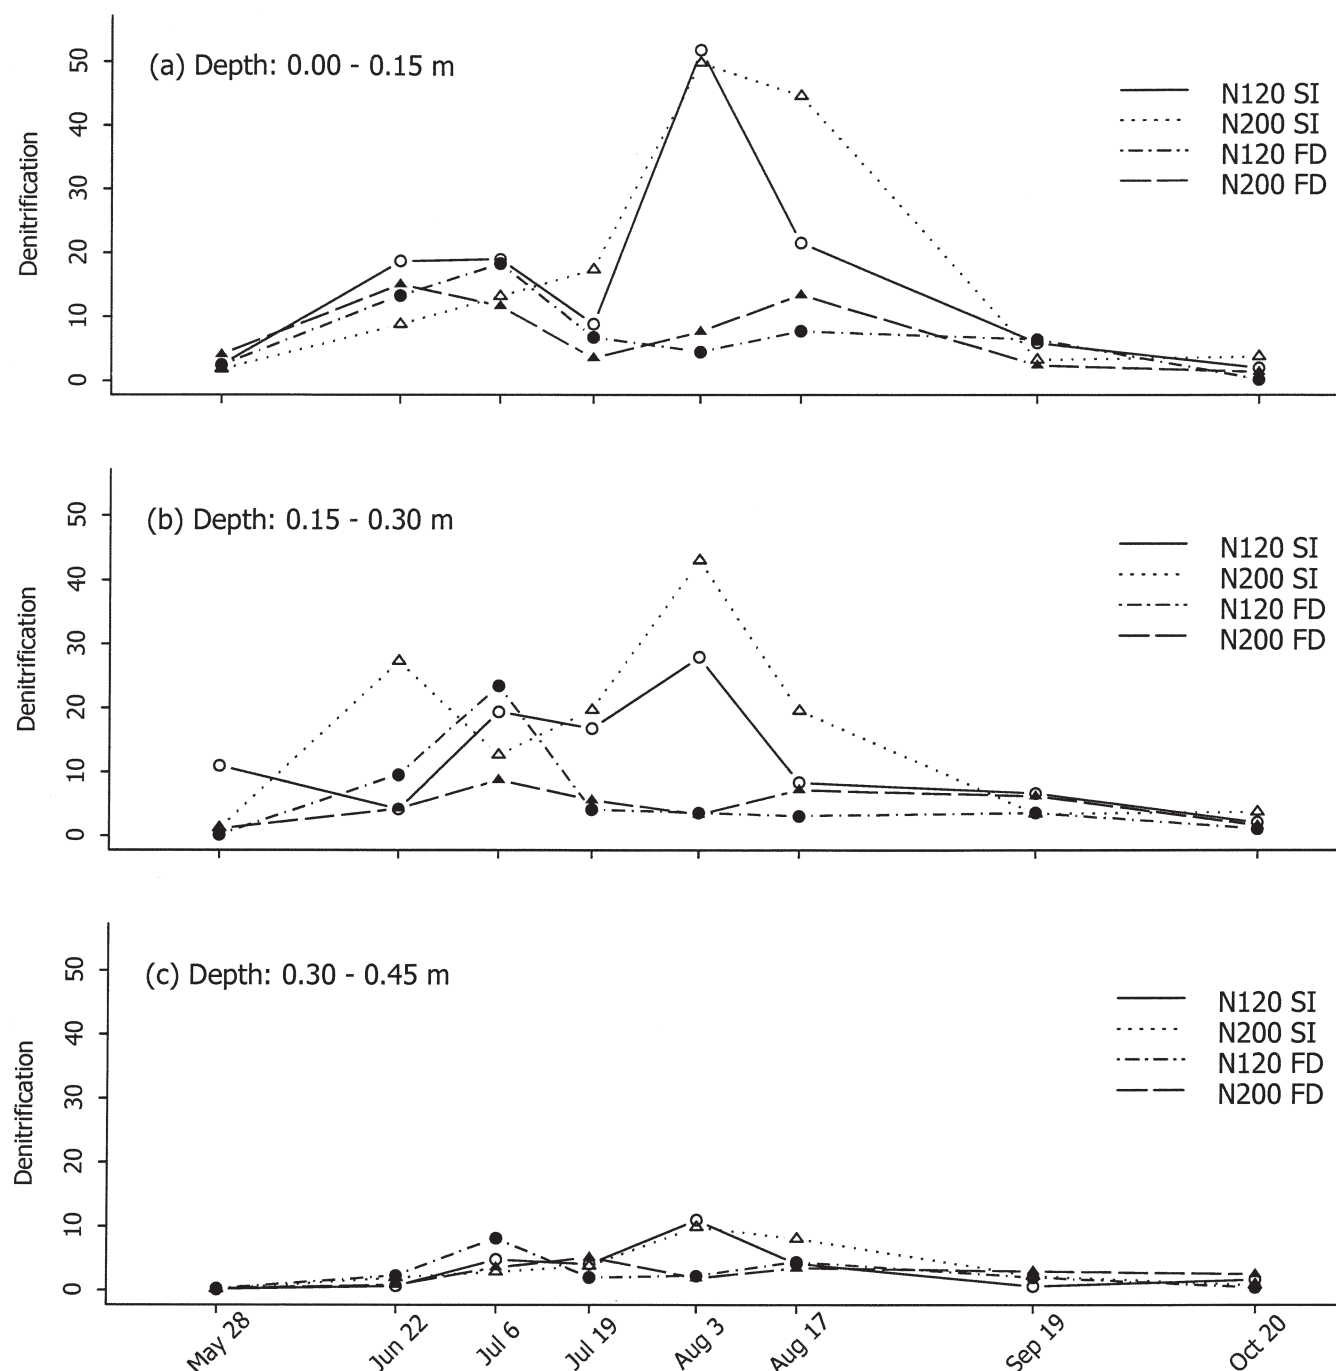 (a) Depth: 0.00 - 0.15 m
Denitrification
50
40
30
20
10
0
N120 SI
N200 SI
N120 FD
N200 FD
(b) Depth: 0.15 - 0.30 m
Denitrification
50
40
30
20
10
0
N120 SI
N200 SI
N120 FD
N200 FD
(c) Depth: 0.30 - 0.45 m
Denitrification
50
40
30
20
10
0
N120 SI
N200 SI
N120 FD
N200 FD
May 28
Jun 22
Jul 6
Jul 19
Aug 3
Aug 17
Sep 19
Oct 20